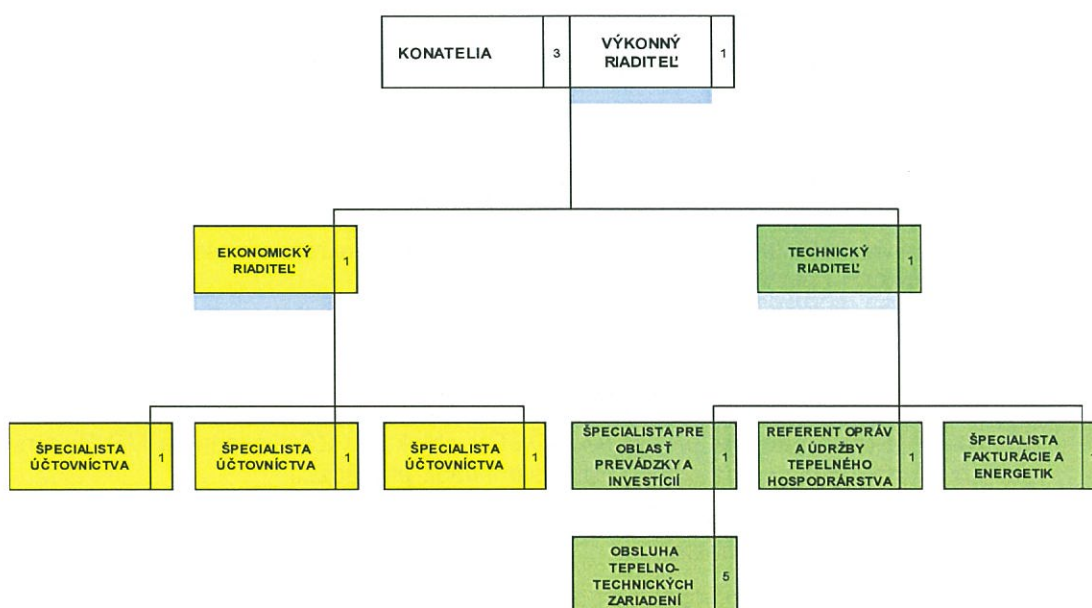 KONATELIA
3
VÝKONNÝ
RIADITEĽ
1
EKONOMICKÝ
RIADITEĽ
1
TECHNICKÝ
RIADITEĽ
1
ŠPECIALISTA
ÚČTOVNÍCTVA
1
ŠPECIALISTA
ÚČTOVNÍCTVA
1
ŠPECIALISTA
ÚČTOVNÍCTVA
1
ŠPECIALISTA PRE
OBLASŤ
PREVÁDZKY A
INVESTÍCIÍ
1
REFERENT OPRÁV
A ÚDRŽBY
TEPELNÉHO
HOSPODRÁRSTVA
1
ŠPECIALISTA
FAKTURÁCIE A
ENERGETIK
OBSLUHA
TEPELNO-
TECHNICKÝCH
ZARIADENÍ
5